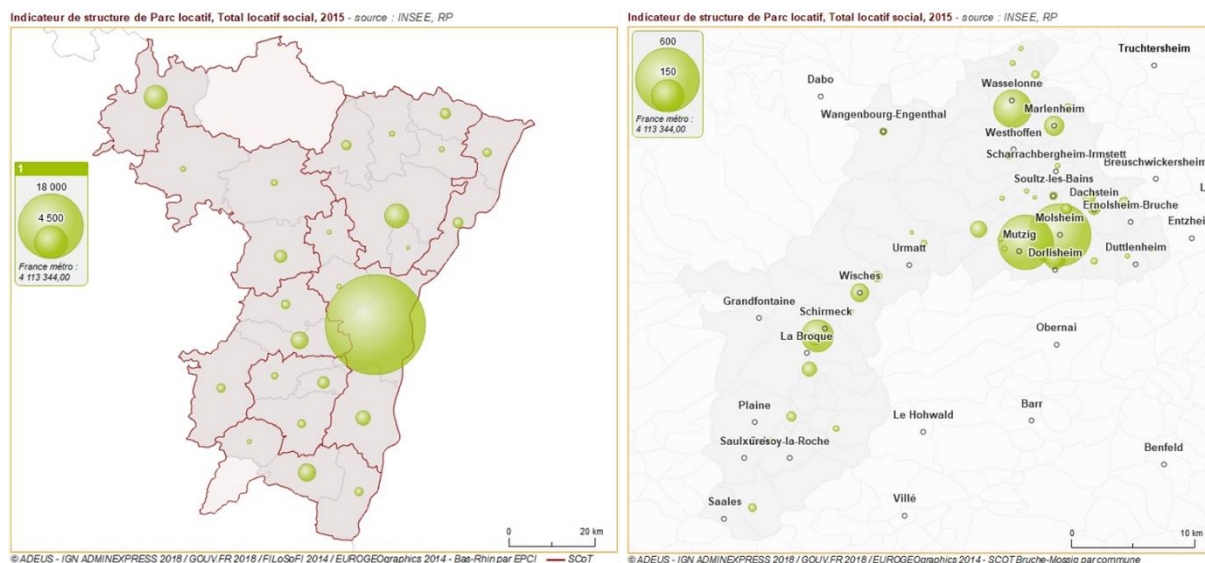 Indicateur de structure de Parc locatif, Total locatif social, 2015 - source : INSEE, RP
1
18 000
4 500
France métro :
4 113 344,00
0 20 km
© ADEUS - IGN ADMINEXPRESS 2018 / GOUV.FR 2018 / FILoSoFi 2014 / EUROGEOgraphics 2014 - Bas-Rhin par EPCI — SCoT
Indicateur de structure de Parc locatif, Total locatif social, 2015 - source : INSEE, RP
600
150
France métro :
4 113 344,00
Truchtersheim
Dabo
Wasselonne
Wangenbourg-Engenthal
Marlenheim
Westhoffen
Scharrachbergheim-Irmstett
Breuschwickersheim
Soultz-les-Bains
Dachstein
L
Ernolsheim-Bruche
Molsheim
Entzhei
Mutzig
Urmatt
Dorlisheim
Duttlenheim
Wisches
Grandfontaine
Schirmeck
Obernai
La Broque
Plaine
Le Hohwald
Barr
Benfeld
Saales
Villé
0 10 km
© ADEUS - IGN ADMINEXPRESS 2018 / GOUV.FR 2018 / FILoSoFi 2014 / EUROGEOgraphics 2014 - SCOT Bruche-Mossig par commune